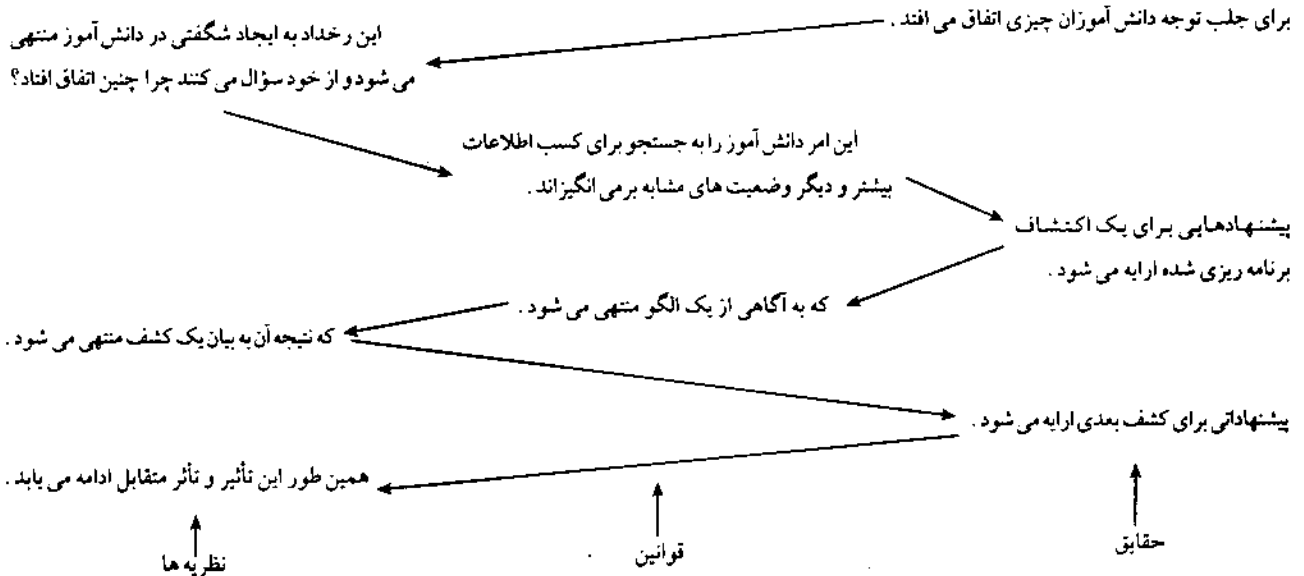 برای جلب توجه دانش آموزان چیزی اتفاق می افتد .
این رخداد به ایجاد شگفتی در دانش آموز منتهی
می شود و از خود سؤال می کنند چرا چنین اتفاق افتاد؟
این امر دانش آموز را به جستجو برای کسب اطلاعات
بیشتر و دیگر وضعیت های مشابه برمی انگیزاند .
پیشنهادهایی برای یک اکتشاف
برنامه ریزی شده ارایه می شود .
که به آگاهی از یک الگو منتهی می شود .
که نتیجه آن به بیان یک کشف منتهی می شود .
پیشنهاداتی برای کشف بعدی ارایه می شود .
همین طور این تأثیر و تأثر متقابل ادامه می یابد .
حقایق
قوانین
نظریه ها